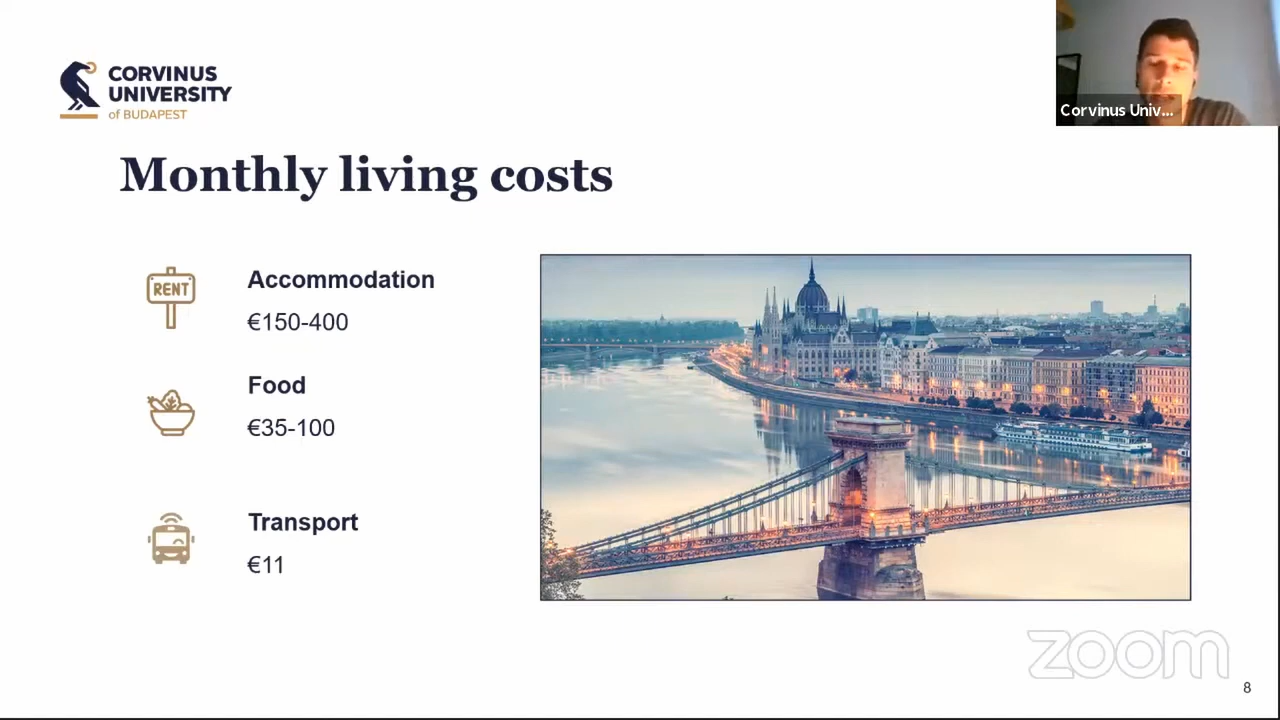 CORVINUS
UNIVERSITY
of BUDAPEST
Corvinus Univ...
Monthly living costs
RENT
Accommodation
€150-400
Food
€35-100
Transport
€11
zoom
8